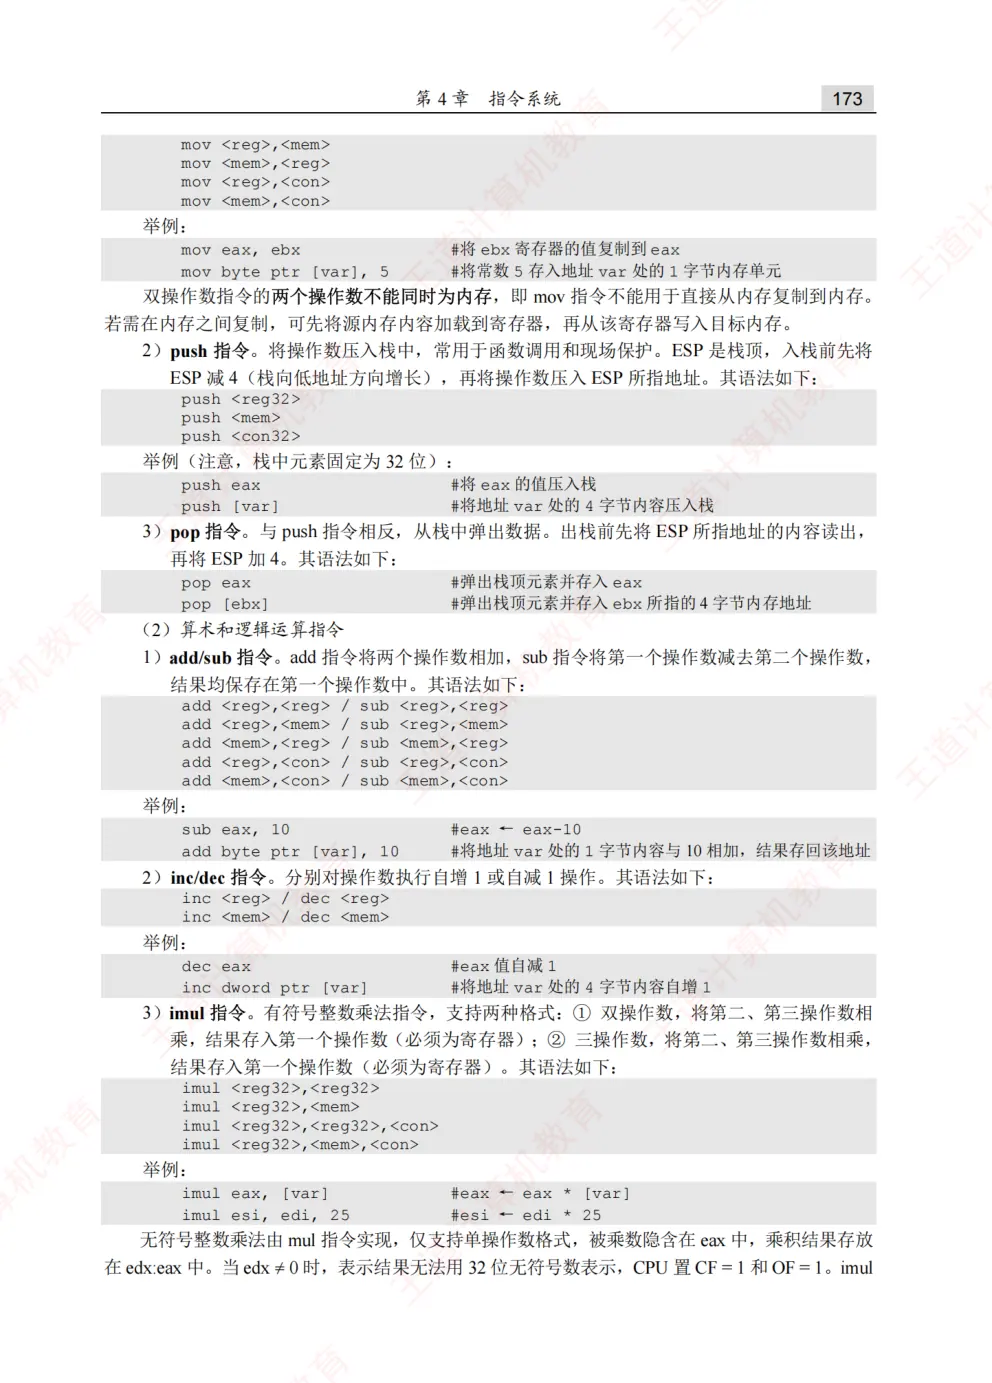 第 4 章 指令系统 173
mov <reg>,<mem>
mov <mem>,<reg>
mov <reg>,<con>
mov <mem>,<con>
举例：
mov eax, ebx #将 ebx 寄存器的值复制到 eax
mov byte ptr [var], 5 #将常数 5 存入地址 var 处的 1 字节内存单元
双操作数指令的两个操作数不能同时为内存，即 mov 指令不能用于直接从内存复制到内存。
若需在内存之间复制，可先将源内存内容加载到寄存器，再从该寄存器写入目标内存。
2）push 指令。将操作数压入栈中，常用于函数调用和现场保护。ESP 是栈顶，入栈前先将
ESP 减 4（栈向低地址方向增长），再将操作数压入 ESP 所指地址。其语法如下：
push <reg32>
push <mem>
push <con32>
举例（注意，栈中元素固定为 32 位）：
push eax #将 eax 的值压入栈
push [var] #将地址 var 处的 4 字节内容压入栈
3）pop 指令。与 push 指令相反，从栈中弹出数据。出栈前先将 ESP 所指地址的内容读出，
再将 ESP 加 4。其语法如下：
pop eax #弹出栈顶元素并存入 eax
pop [ebx] #弹出栈顶元素并存入 ebx 所指的 4 字节内存地址
（2）算术和逻辑运算指令
1）add/sub 指令。add 指令将两个操作数相加，sub 指令将第一个操作数减去第二个操作数，
结果均保存在第一个操作数中。其语法如下：
add <reg>,<reg> / sub <reg>,<reg>
add <reg>,<mem> / sub <reg>,<mem>
add <mem>,<reg> / sub <mem>,<reg>
add <reg>,<con> / sub <reg>,<con>
add <mem>,<con> / sub <mem>,<con>
举例：
sub eax, 10 #eax ← eax-10
add byte ptr [var], 10 #将地址 var 处的 1 字节内容与 10 相加，结果存回该地址
2）inc/dec 指令。分别对操作数执行自增 1 或自减 1 操作。其语法如下：
inc <reg> / dec <reg>
inc <mem> / dec <mem>
举例：
dec eax #eax 值自减 1
inc dword ptr [var] #将地址 var 处的 4 字节内容自增 1
3）imul 指令。有符号整数乘法指令，支持两种格式：① 双操作数，将第二、第三操作数相
乘，结果存入第一个操作数（必须为寄存器）；② 三操作数，将第二、第三操作数相乘，
结果存入第一个操作数（必须为寄存器）。其语法如下：
imul <reg32>,<reg32>
imul <reg32>,<mem>
imul <reg32>,<reg32>,<con>
imul <reg32>,<mem>,<con>
举例：
imul eax, [var] #eax ← eax * [var]
imul esi, edi, 25 #esi ← edi * 25
无符号整数乘法由 mul 指令实现，仅支持单操作数格式，被乘数隐含在 eax 中，乘积结果存放
在 edx:eax 中。当 edx ≠ 0 时，表示结果无法用 32 位无符号数表示，CPU 置 CF = 1 和 OF = 1。imul